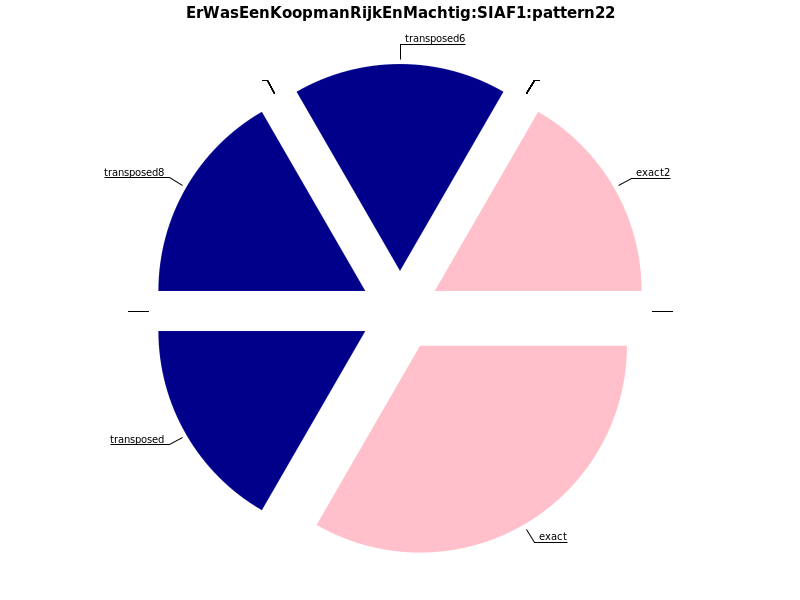 ErWasEenKoopmanRijkEnMachtig:SIAF1:pattern22
transposed6
transposed8
exact2
transposed
exact